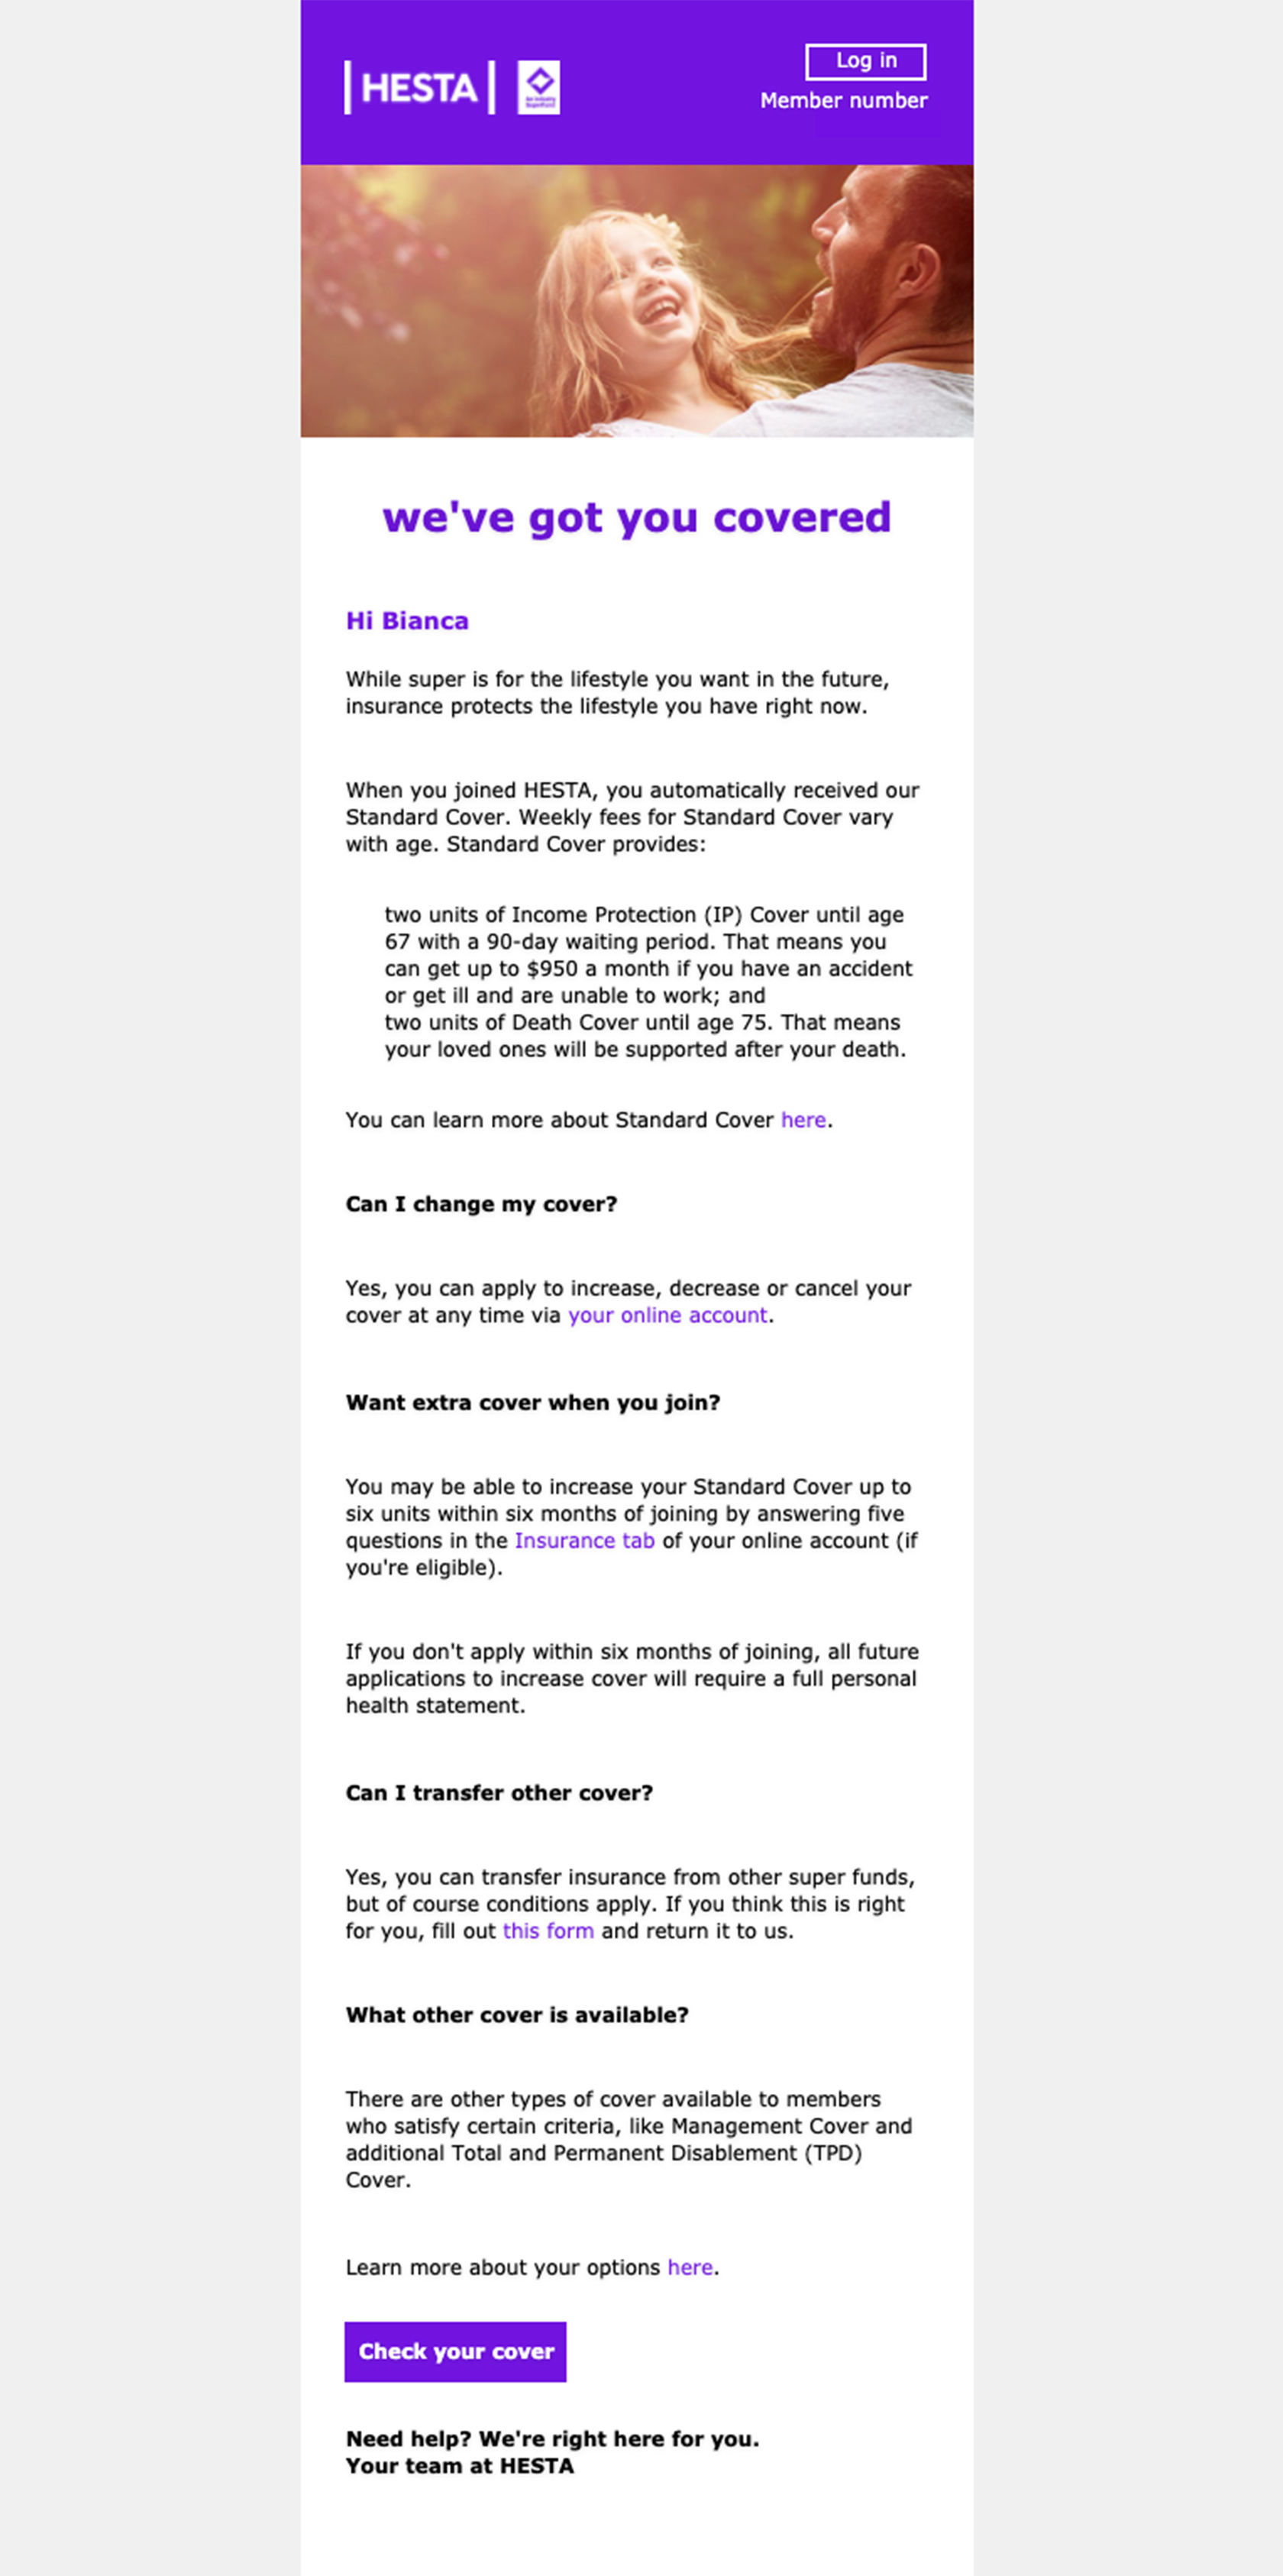 HESTA
Log in
Member number
we've got you covered
Hi Bianca
While super is for the lifestyle you want in the future,
insurance protects the lifestyle you have right now.
When you joined HESTA, you automatically received our
Standard Cover. Weekly fees for Standard Cover vary
with age. Standard Cover provides:
two units of Income Protection (IP) Cover until age
67 with a 90-day waiting period. That means you
can get up to $950 a month if you have an accident
or get ill and are unable to work; and
two units of Death Cover until age 75. That means
your loved ones will be supported after your death.
You can learn more about Standard Cover here.
Can I change my cover?
Yes, you can apply to increase, decrease or cancel your
cover at any time via your online account.
Want extra cover when you join?
You may be able to increase your Standard Cover up to
six units within six months of joining by answering five
questions in the Insurance tab of your online account (if
you're eligible).
If you don't apply within six months of joining, all future
applications to increase cover will require a full personal
health statement.
Can I transfer other cover?
Yes, you can transfer insurance from other super funds,
but of course conditions apply. If you think this is right
for you, fill out this form and return it to us.
What other cover is available?
There are other types of cover available to members
who satisfy certain criteria, like Management Cover and
additional Total and Permanent Disablement (TPD)
Cover.
Learn more about your options here.
Check your cover
Need help? We're right here for you.
Your team at HESTA